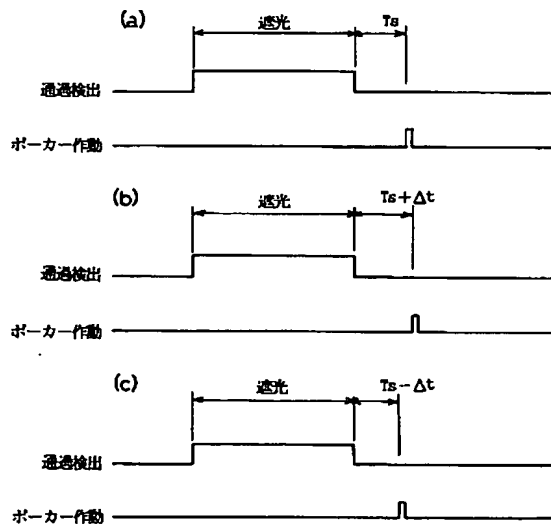 (a)
遮光
Ts
通過検出
ポーカー作動
(b)
遮光
Ts+Δt
通過検出
ポーカー作動
(c)
遮光
Ts-Δt
通過検出
ポーカー作動